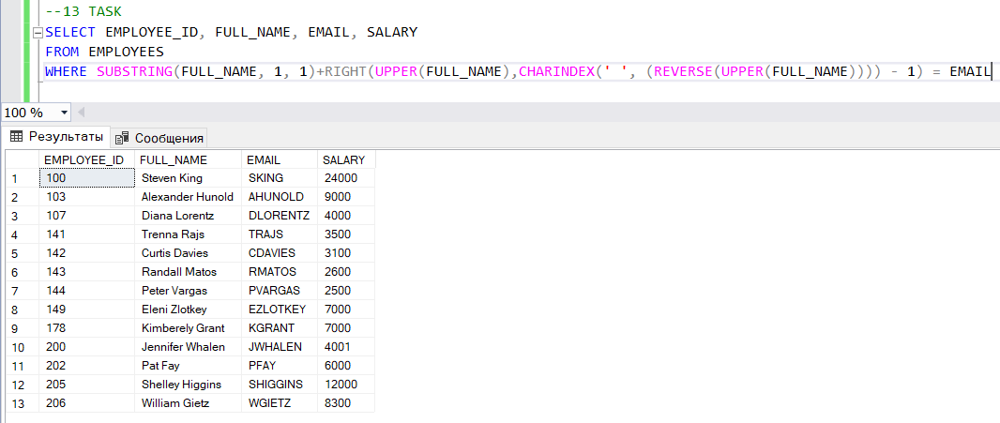 --13 TASK
SELECT EMPLOYEE_ID, FULL_NAME, EMAIL, SALARY
FROM EMPLOYEES
WHERE SUBSTRING(FULL_NAME, 1, 1)+RIGHT(UPPER(FULL_NAME),CHARINDEX(' ', (REVERSE(UPPER(FULL_NAME)))) - 1) = EMAIL
100 %
Результаты Сообщения
EMPLOYEE_ID FULL_NAME EMAIL SALARY
1 100 Steven King SKING 24000
2 103 Alexander Hunold AHUNOLD 9000
3 107 Diana Lorentz DLORENTZ 4000
4 141 Trenna Rajs TRAJS 3500
5 142 Curtis Davies CDAVIES 3100
6 143 Randall Matos RMATOS 2600
7 144 Peter Vargas PVARGAS 2500
8 149 Eleni Zlotkey EZLOTKEY 7000
9 178 Kimberely Grant KGRANT 7000
10 200 Jennifer Whalen JWHALEN 4001
11 202 Pat Fay PFAY 6000
12 205 Shelley Higgins SHIGGINS 12000
13 206 William Gietz WGIETZ 8300